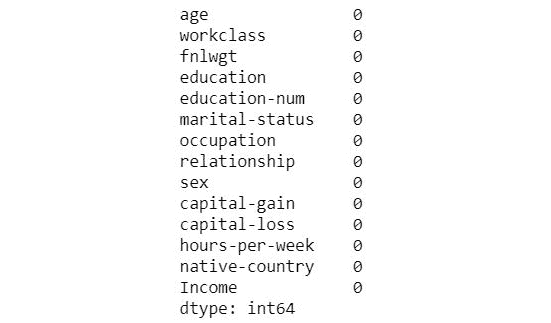 age 0
workclass 0
fnlwgt 0
education 0
education-num 0
marital-status 0
occupation 0
relationship 0
sex 0
capital-gain 0
capital-loss 0
hours-per-week 0
native-country 0
Income 0
dtype: int64